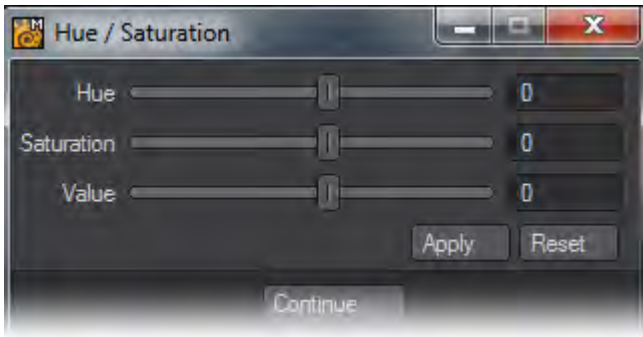 M
Hue / Saturation
Hue 0
Saturation 0
Value 0
Apply Reset
Continue